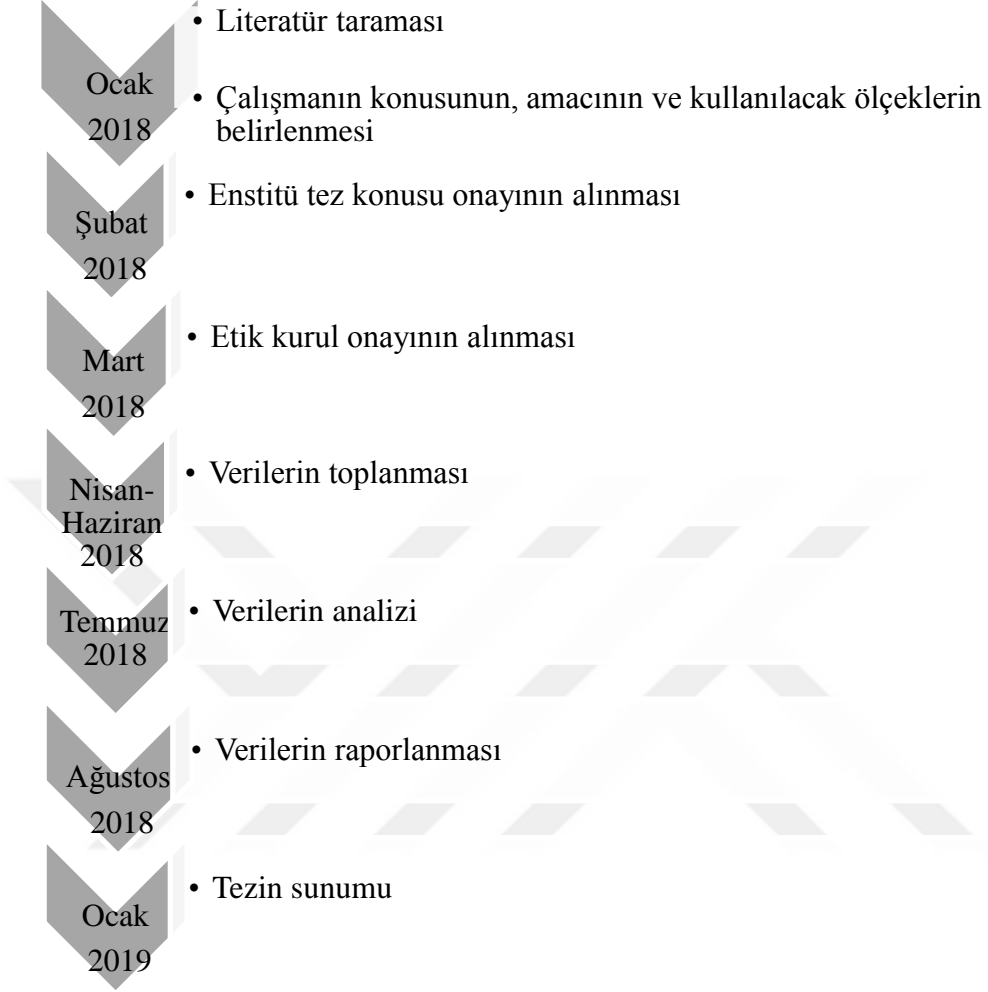 Ocak
2018
• Literatür taraması
• Çalışmanın konusunun, amacının ve kullanılacak ölçeklerin
belirlenmesi
Şubat
2018
• Enstitü tez konusu onayının alınması
Mart
2018
• Etik kurul onayının alınması
Nisan-
Haziran
2018
• Verilerin toplanması
Temmuz
2018
• Verilerin analizi
Ağustos
2018
• Verilerin raporlanması
Ocak
2019
• Tezin sunumu